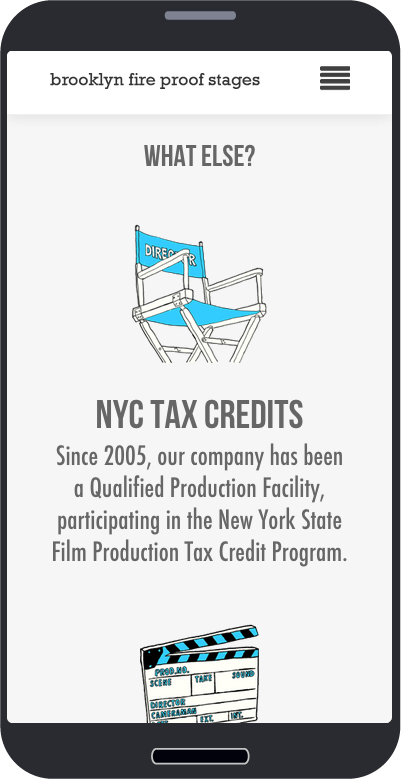 brooklyn fire proof stages
WHAT ELSE?
DIRECTOR
NYC TAX CREDITS
Since 2005, our company has been
a Qualified Production Facility,
participating in the New York State
Film Production Tax Credit Program.
PROD.NO.
SCENE TAKE SOUND
DIRECTOR
CAMERAMAN
EXT. INT.